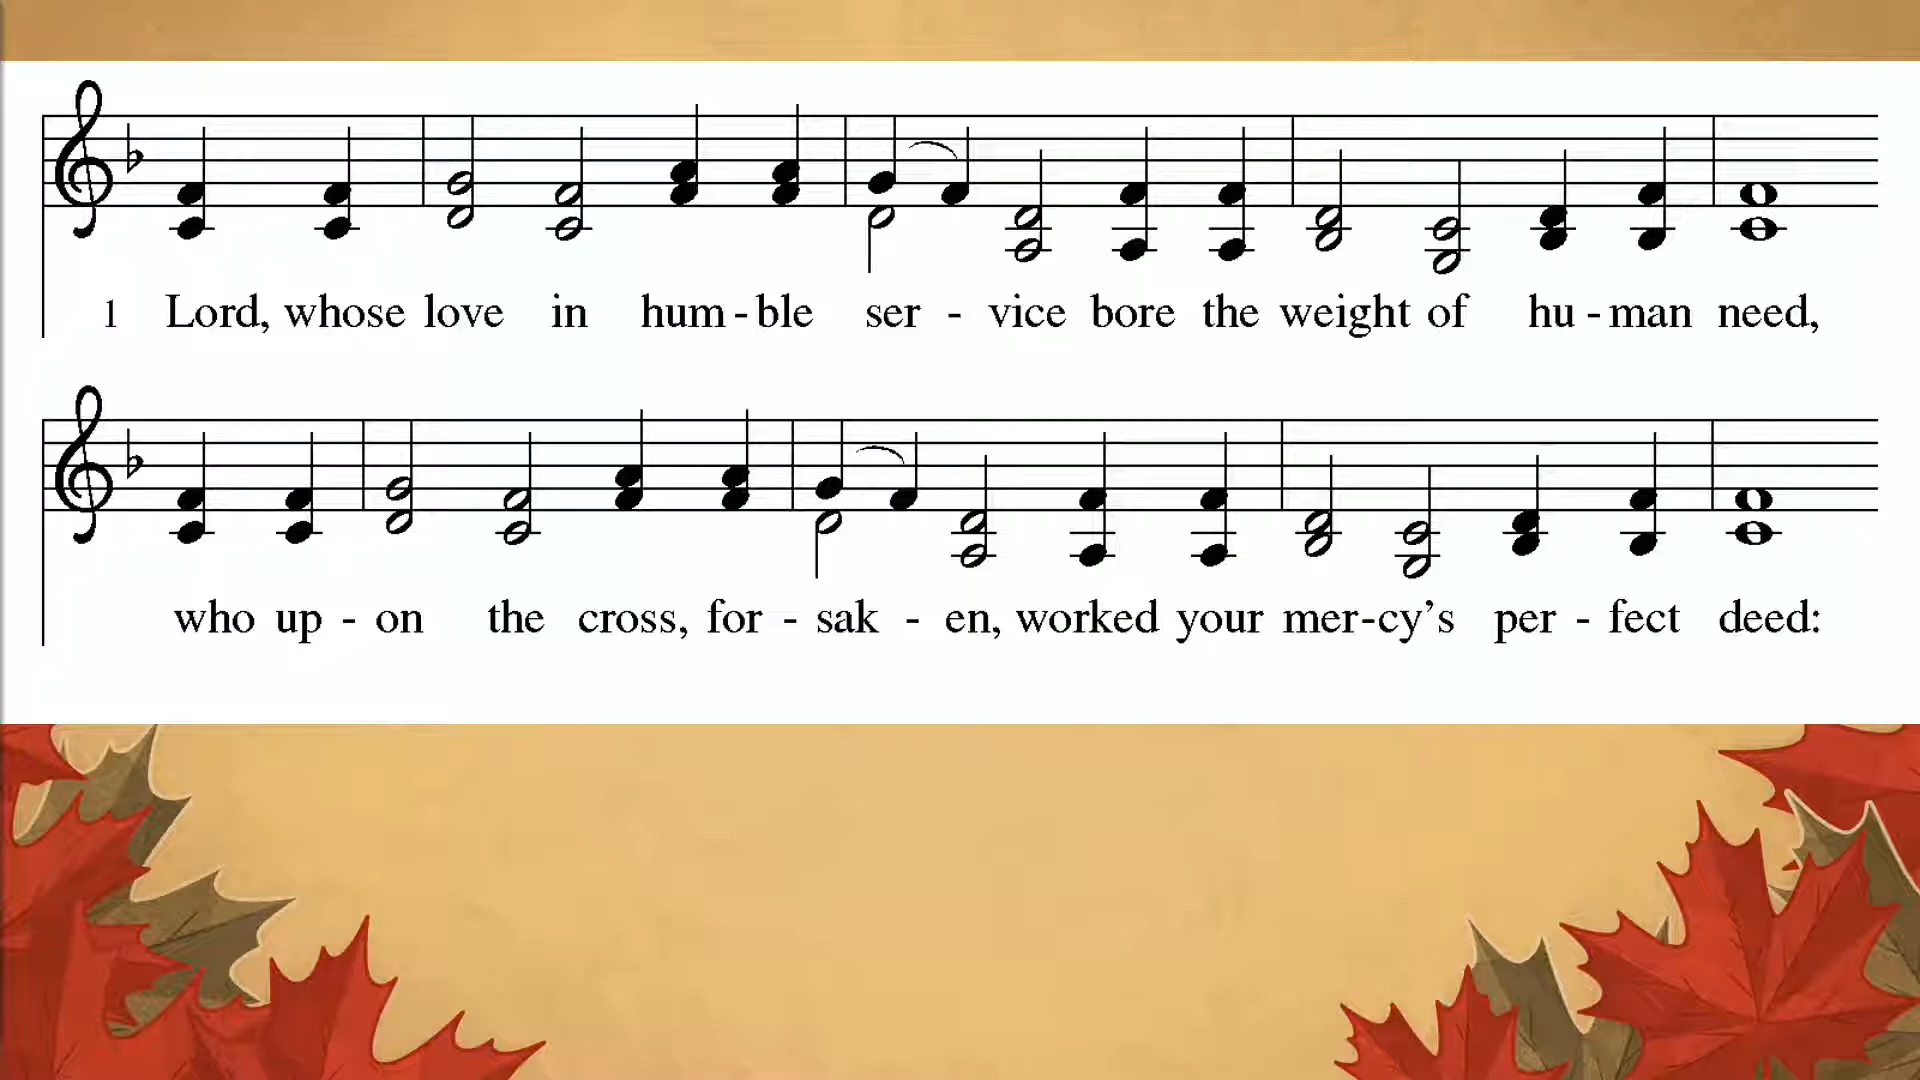 1 Lord, whose love in hum - ble ser - vice bore the weight of hu - man need,
who up - on the cross, for - sak - en, worked your mer-cy’s per - fect deed: